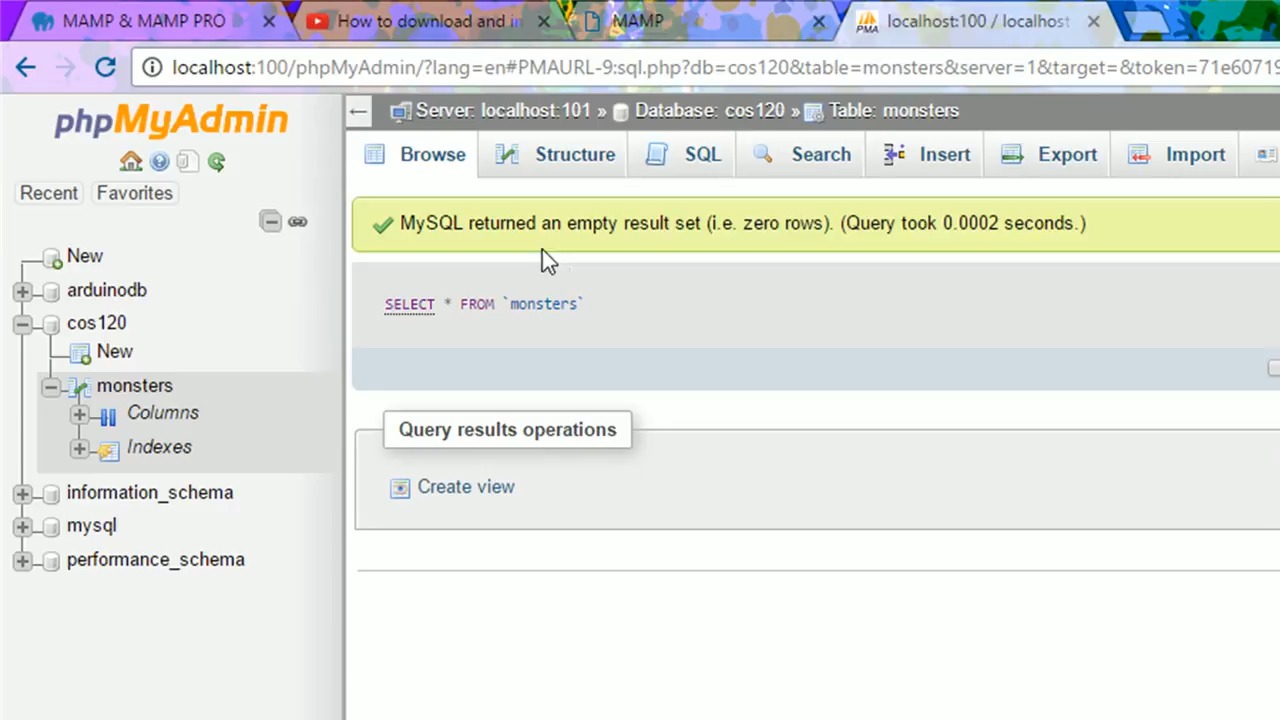 MAMP & MAMP PRO
How to download and in
MAMP
localhost:100 / localhost
localhost:100/phpMyAdmin/?lang=en#PMAURL-9:sql.php?db=cos120&table=monsters&server=1&target=&token=71e60719
phpMyAdmin
Recent
Favorites
New
arduinodb
cos120
New
monsters
Columns
Indexes
information_schema
mysql
performance_schema
Server: localhost:101 » Database: cos120 » Table: monsters
Browse
Structure
SQL
Search
Insert
Export
Import
MySQL returned an empty result set (i.e. zero rows). (Query took 0.0002 seconds.)
SELECT * FROM `monsters`
Query results operations
Create view